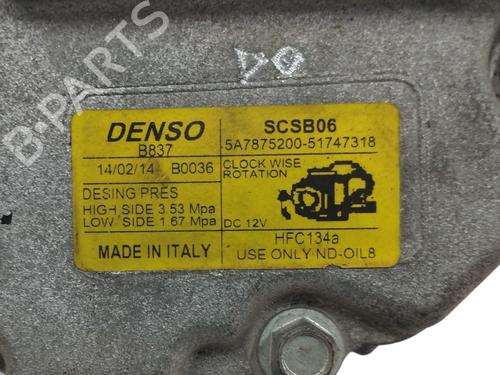 B-PARTS
DENSO
B837
14/02/14 B0036
DESING PRES
HIGH SIDE 3.53 Mpa
LOW SIDE 1.67 Mpa
MADE IN ITALY
SCSB06
5A7875200-51747318
CLOCK WISE
ROTATION
DC 12V
HFC134a
USE ONLY ND-OIL8